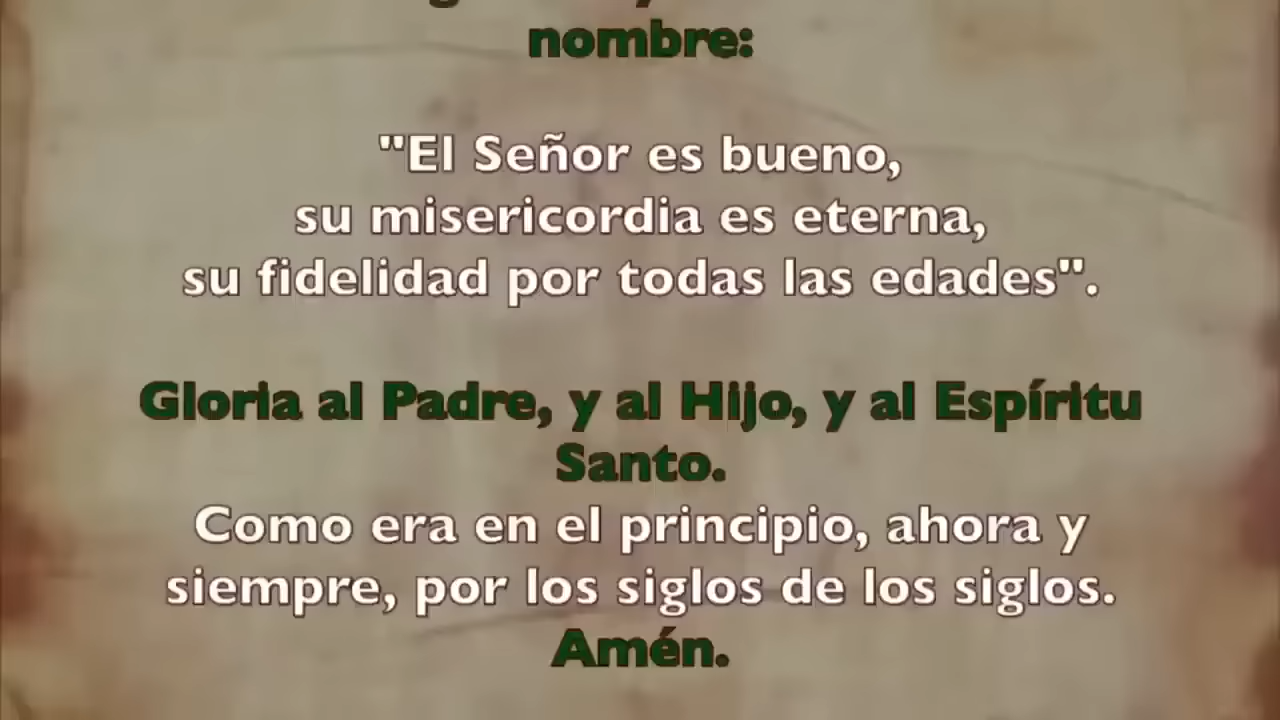 nombre:
"El Señor es bueno,
su misericordia es eterna,
su fidelidad por todas las edades".
Gloria al Padre, y al Hijo, y al Espíritu
Santo.
Como era en el principio, ahora y
siempre, por los siglos de los siglos.
Amén.